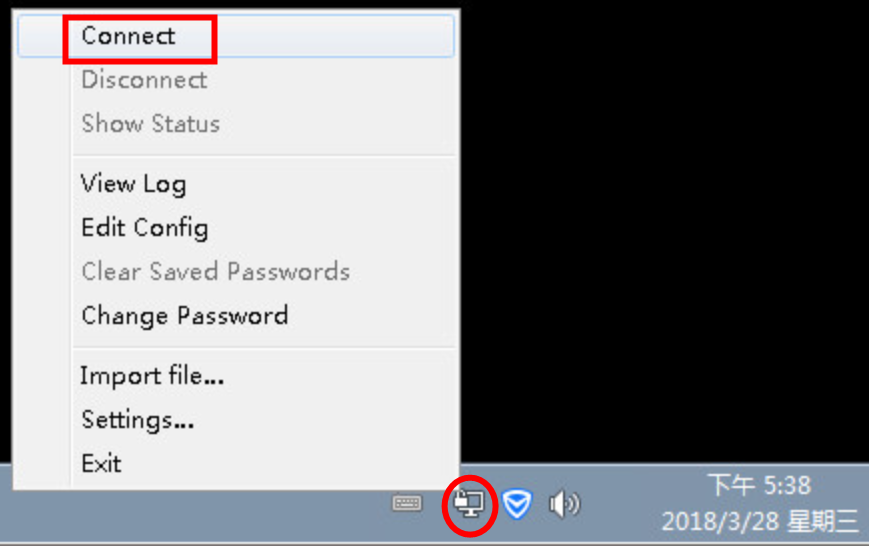 Connect
Disconnect
Show Status
View Log
Edit Config
Clear Saved Passwords
Change Password
Import file...
Settings...
Exit
下午 5:38
2018/3/28 星期三